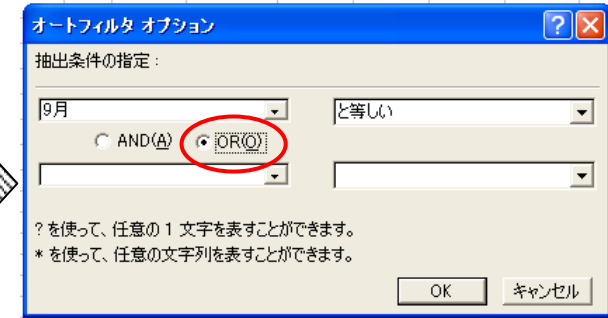 オートフィルタ オプション
抽出条件の指定:
9月 と等しい
AND(A) OR(O)
? を使って、任意の 1 文字を表すことができます。
* を使って、任意の文字列を表すことができます。
OK キャンセル